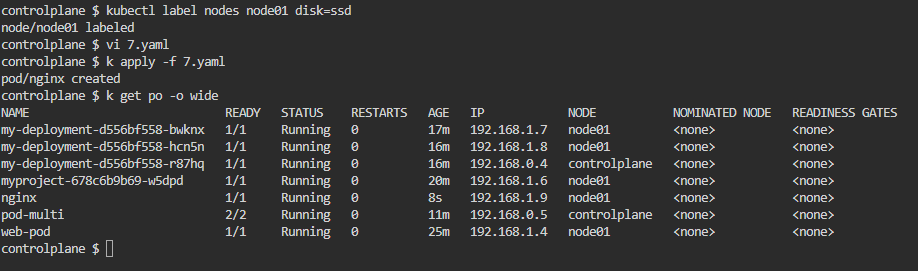 controlplane $ kubectl label nodes node01 disk=ssd
node/node01 labeled
controlplane $ vi 7.yaml
controlplane $ k apply -f 7.yaml
pod/nginx created
controlplane $ k get po -o wide
NAME READY STATUS RESTARTS AGE IP NODE NOMINATED NODE READINESS GATES
my-deployment-d556bf558-bwknx 1/1 Running 0 17m 192.168.1.7 node01 <none> <none>
my-deployment-d556bf558-hcn5n 1/1 Running 0 16m 192.168.1.8 node01 <none> <none>
my-deployment-d556bf558-r87hq 1/1 Running 0 16m 192.168.0.4 controlplane <none> <none>
myproject-678c6b9b69-w5dpd 1/1 Running 0 20m 192.168.1.6 node01 <none> <none>
nginx 1/1 Running 0 8s 192.168.1.9 node01 <none> <none>
pod-multi 2/2 Running 0 11m 192.168.0.5 controlplane <none> <none>
web-pod 1/1 Running 0 25m 192.168.1.4 node01 <none> <none>
controlplane $